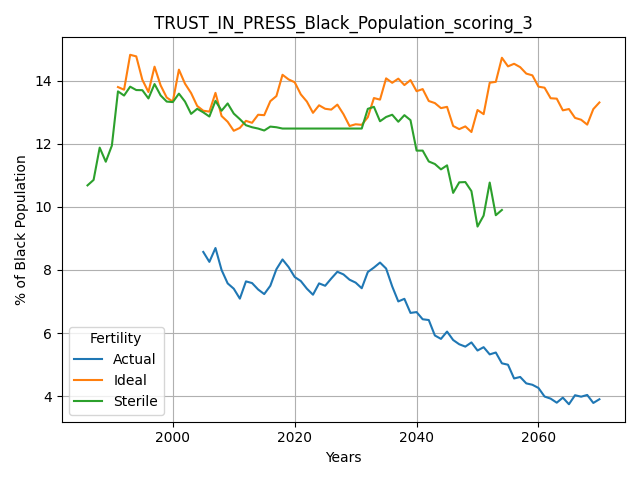 TRUST_IN_PRESS_Black_Population_scoring_3
% of Black Population
14
12
10
8
6
4
Fertility
Actual
Ideal
Sterile
2000 2020 2040 2060
Years